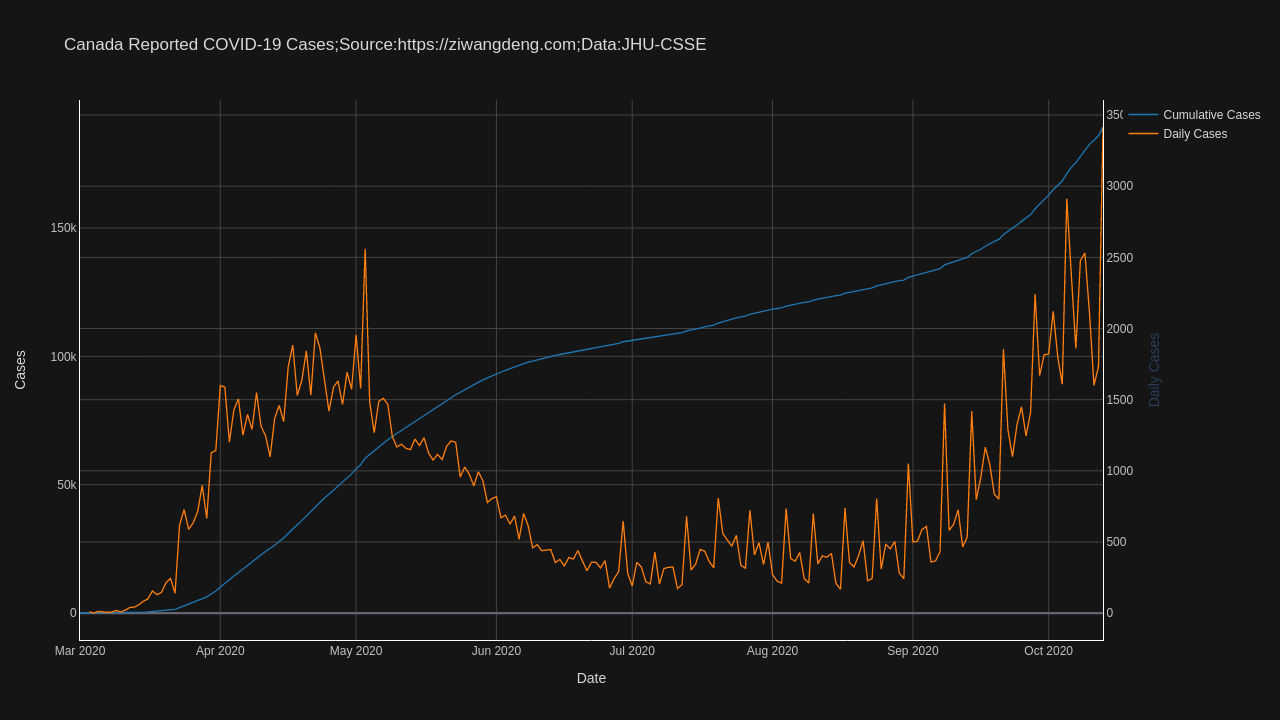 Canada Reported COVID-19 Cases;Source:https://ziwangdeng.com;Data:JHU-CSSE
Cumulative Cases
Daily Cases
3000
2500
2000
1500
1000
500
0
150k
100k
50k
0
Cases
Daily Cases
Mar 2020
Apr 2020
May 2020
Jun 2020
Jul 2020
Aug 2020
Sep 2020
Oct 2020
Date